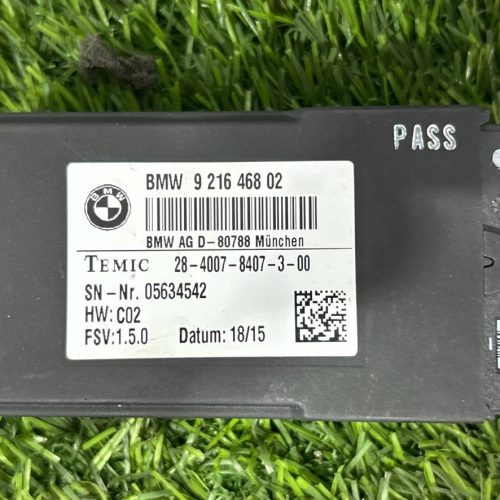 PASS
BMW 9 216 468 02
BMW
BMW AG D-80788 München
TEMIC 28-4007-8407-3-00
SN-Nr. 05634542
HW: C02
FSV:1.5.0 Datum: 18/15